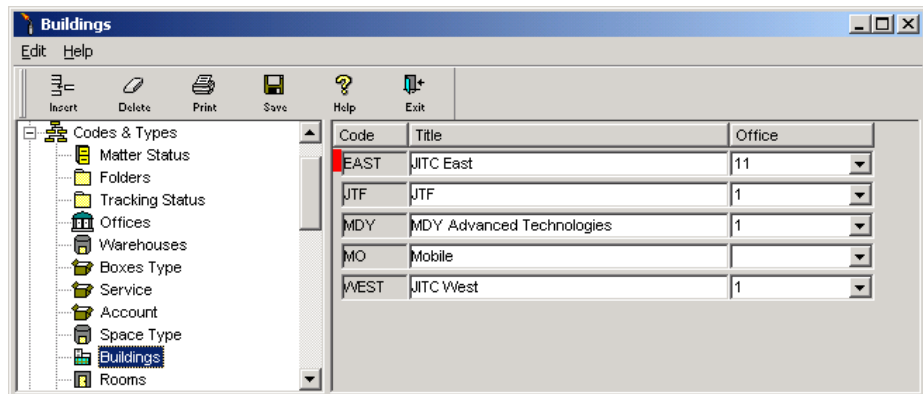 Buildings
Edit Help
Insert Delete Print Save Help Exit
Codes & Types
Matter Status
Folders
Tracking Status
Offices
Warehouses
Boxes Type
Service
Account
Space Type
Buildings
Rooms
Code Title Office
EAST JITC East 11
JTF JTF 1
MDY MDY Advanced Technologies 1
MO Mobile
WEST JITC West 1